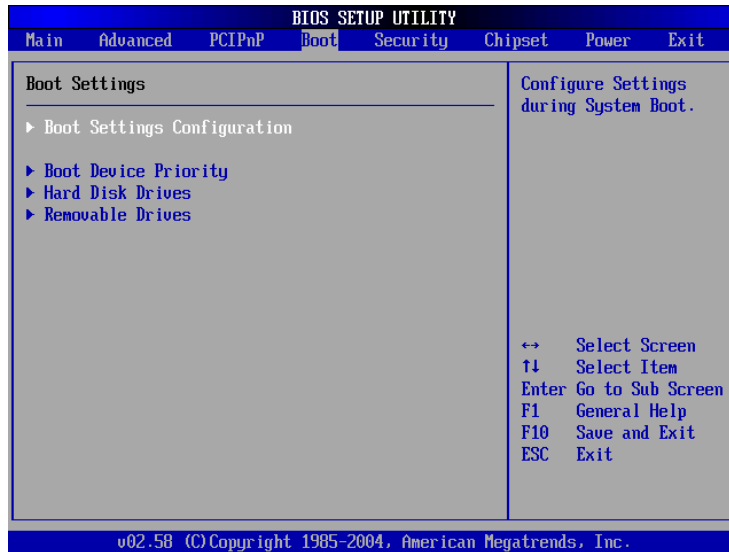 BIOS SETUP UTILITY
Main Advanced PCIPnP Boot Security Chipset Power Exit
Boot Settings
▶ Boot Settings Configuration
▶ Boot Device Priority
▶ Hard Disk Drives
▶ Removable Drives
Configure Settings
during System Boot.
↔ Select Screen
↑↓ Select Item
Enter Go to Sub Screen
F1 General Help
F10 Save and Exit
ESC Exit
v02.58 (C)Copyright 1985-2004, American Megatrends, Inc.